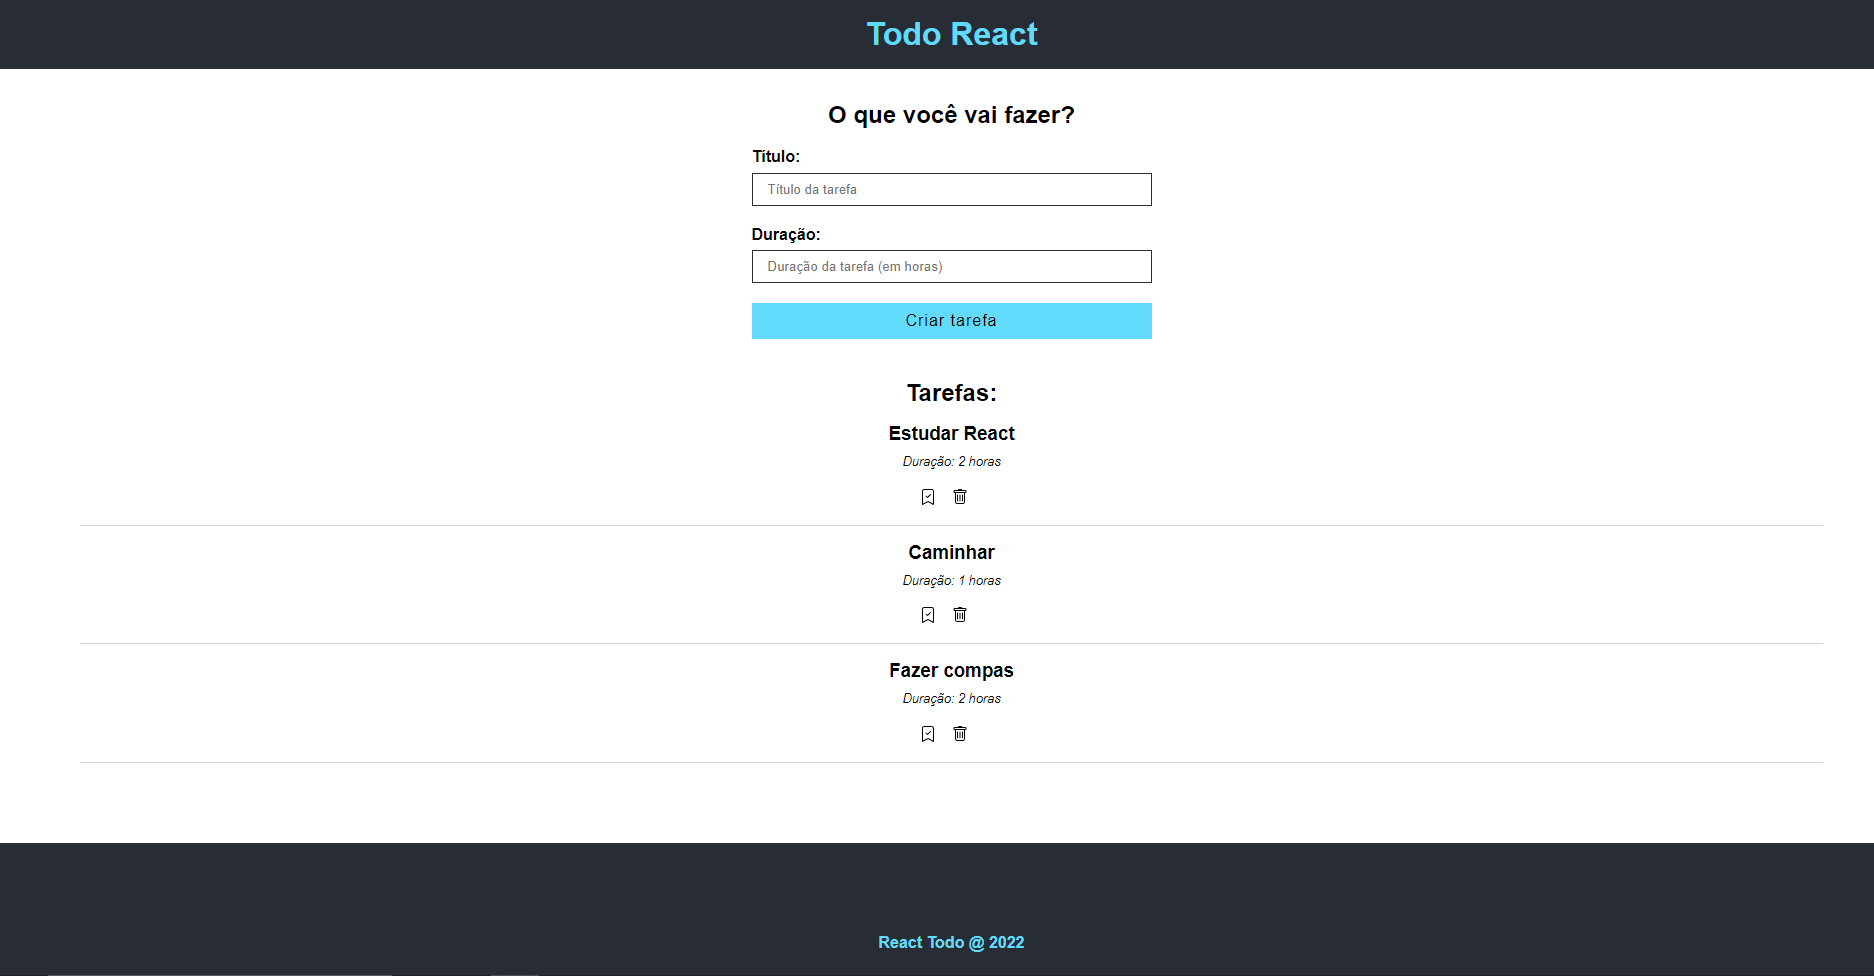 Todo React
O que você vai fazer?
Título:
Título da tarefa
Duração:
Duração da tarefa (em horas)
Criar tarefa
Tarefas:
Estudar React
Duração: 2 horas
Caminhar
Duração: 1 horas
Fazer compas
Duração: 2 horas
React Todo @ 2022